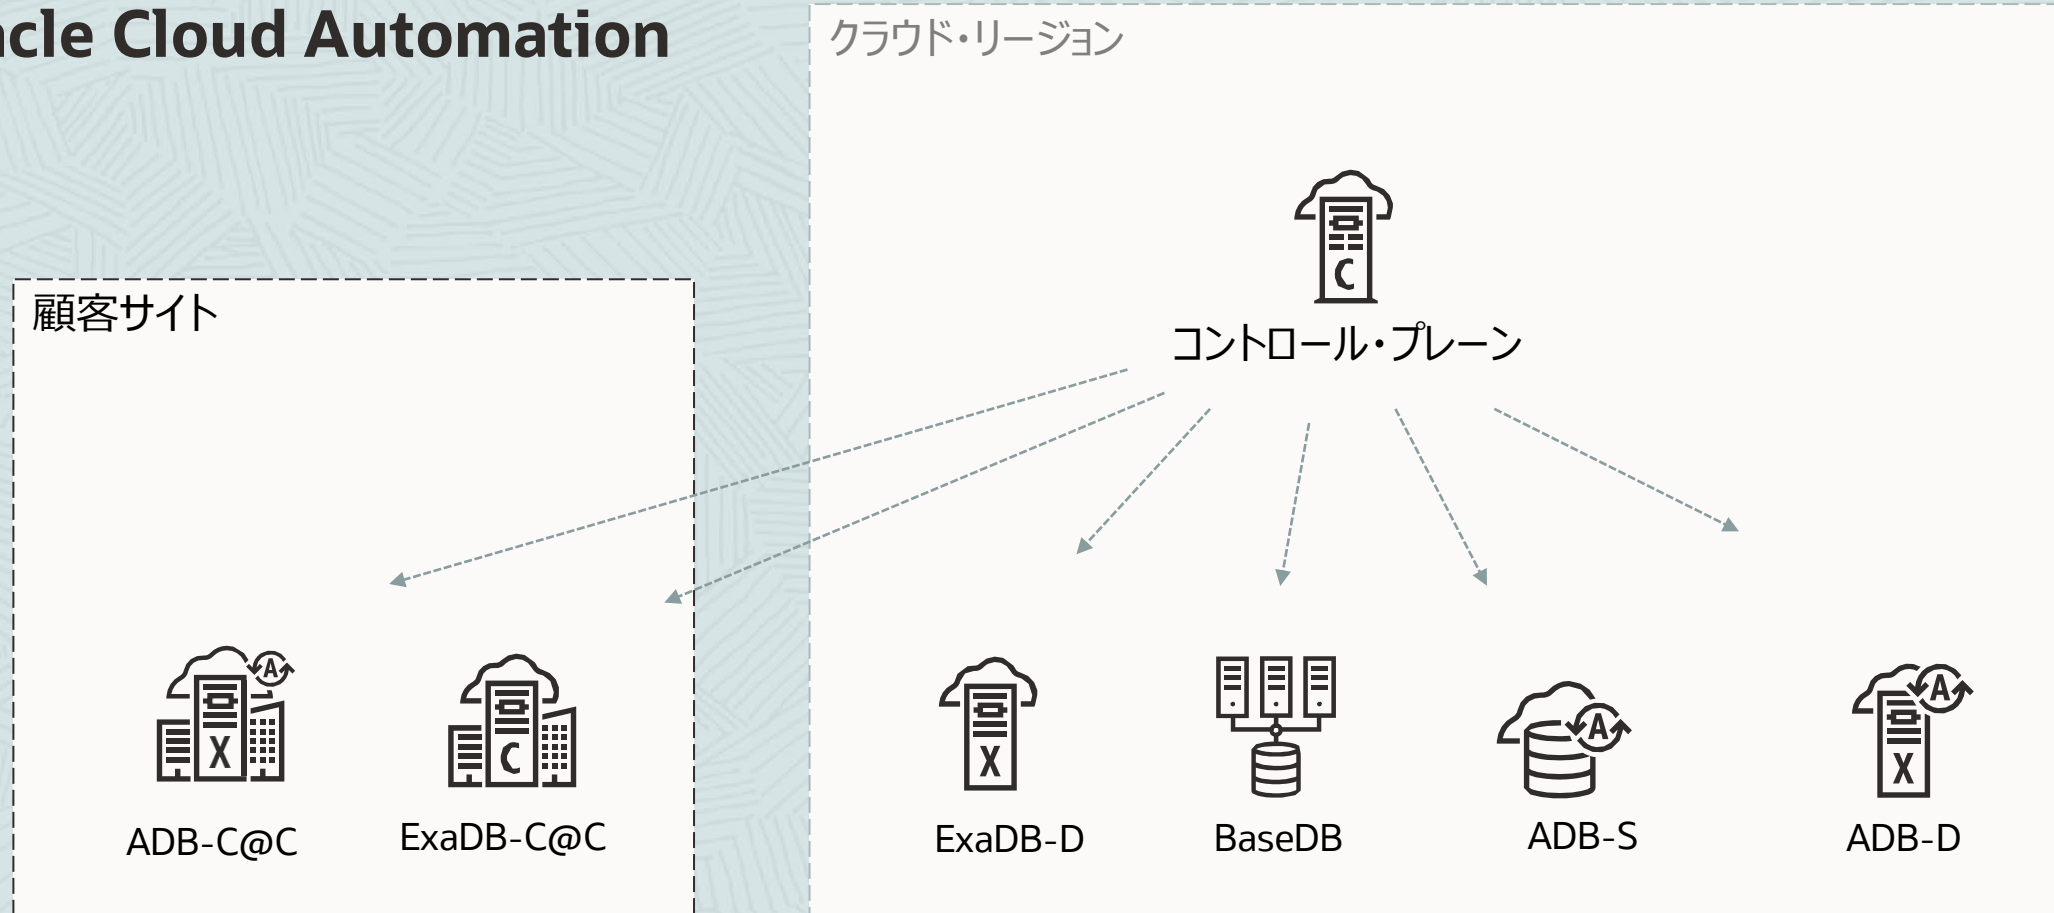 acle Cloud Automation
クラウド・リージョン
コントロール・プレーン
顧客サイト
A
X
ADB-C@C
C
ExaDB-C@C
C
X
ExaDB-D
BaseDB
A
ADB-S
A
X
ADB-D